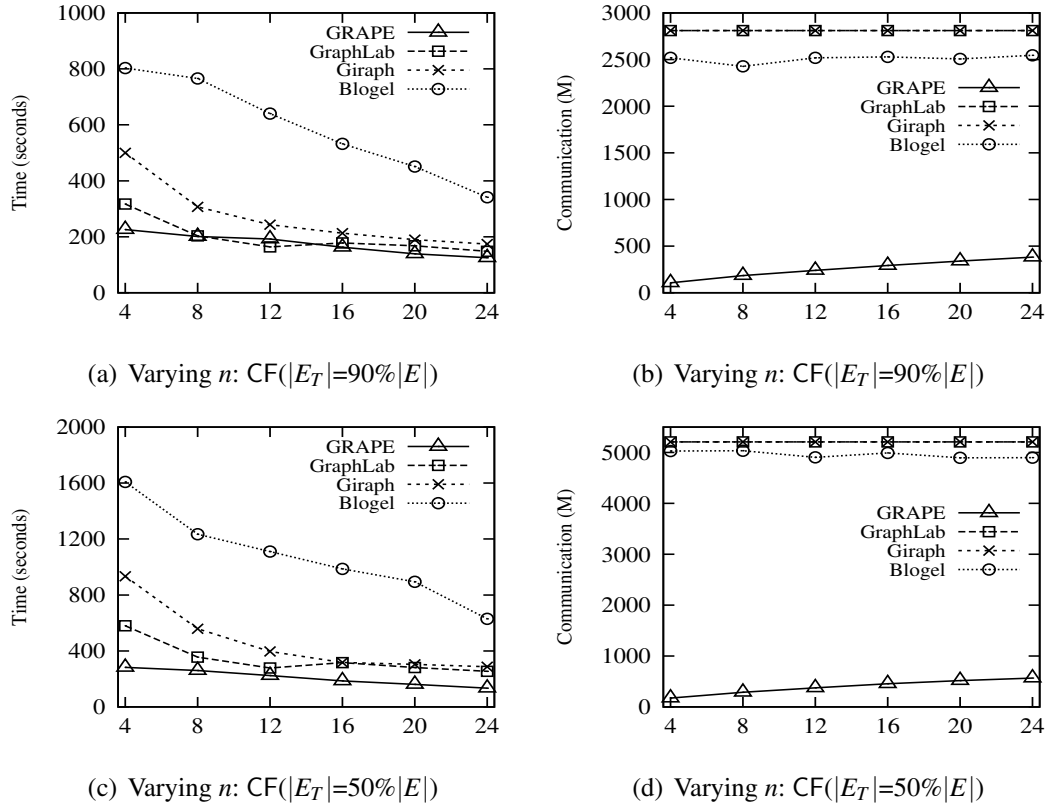 1000
800
600
400
200
0
Time (seconds)
GRAPE
GraphLab
Giraph
Blogel
4 8 12 16 20 24
(a) Varying n: CF(|E_T|=90%|E|)
3000
2500
2000
1500
1000
500
0
Communication (M)
GRAPE
GraphLab
Giraph
Blogel
4 8 12 16 20 24
(b) Varying n: CF(|E_T|=90%|E|)
2000
1600
1200
800
400
0
Time (seconds)
GRAPE
GraphLab
Giraph
Blogel
4 8 12 16 20 24
(c) Varying n: CF(|E_T|=50%|E|)
5000
4000
3000
2000
1000
0
Communication (M)
GRAPE
GraphLab
Giraph
Blogel
4 8 12 16 20 24
(d) Varying n: CF(|E_T|=50%|E|)